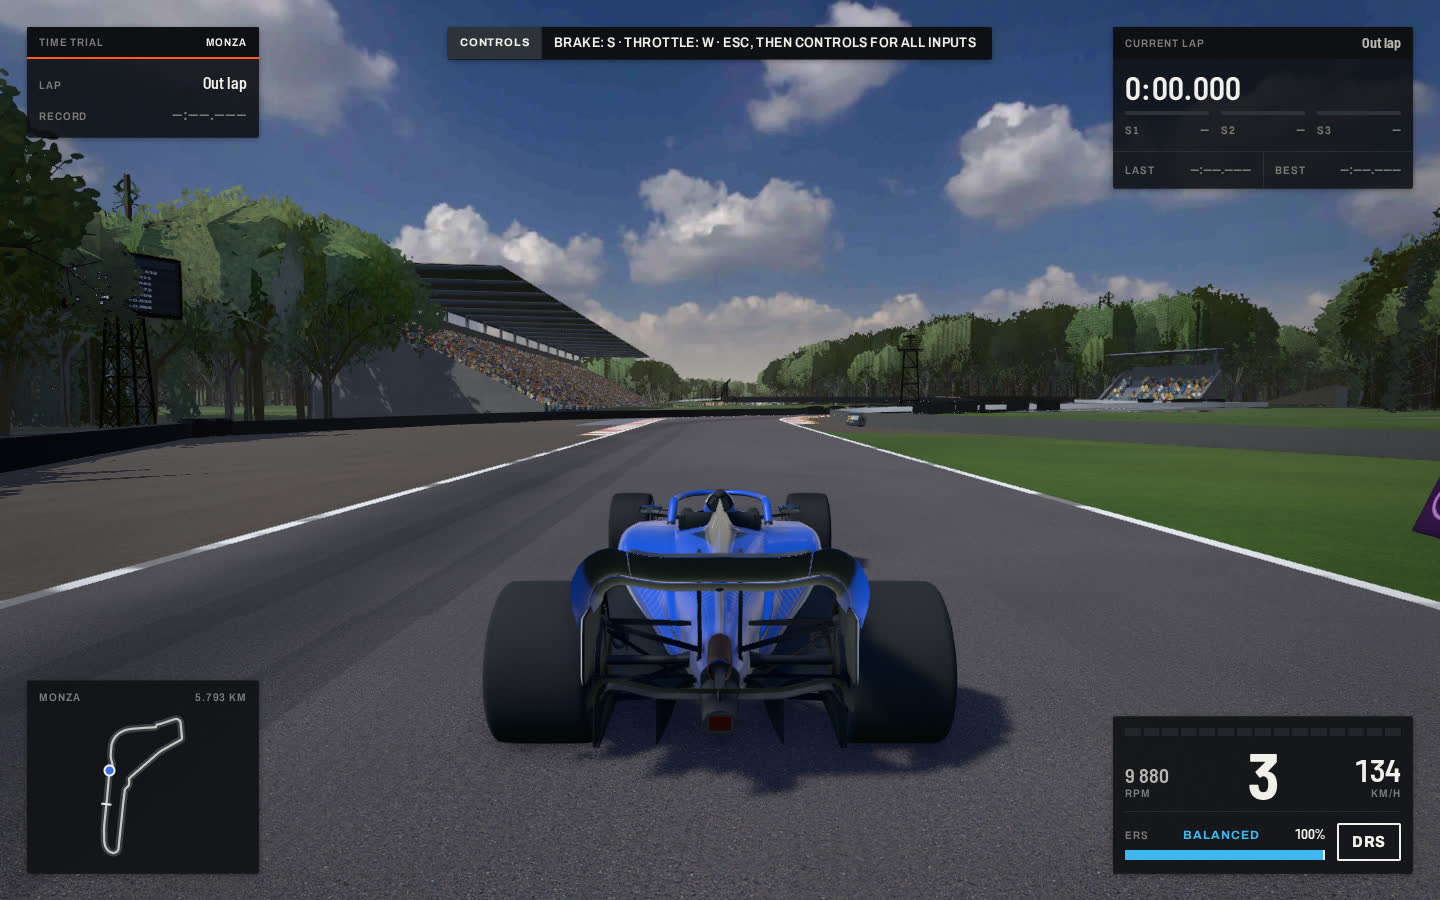 TIME TRIAL MONZA
LAP Out lap
RECORD –:––.–––
CONTROLS BRAKE: S · THROTTLE: W · ESC, THEN CONTROLS FOR ALL INPUTS
CURRENT LAP Out lap
0:00.000
S1 – S2 – S3 –
LAST –:––.––– BEST –:––.–––
MONZA 5.793 KM
9 880 RPM
3
134 KM/H
ERS BALANCED 100% DRS